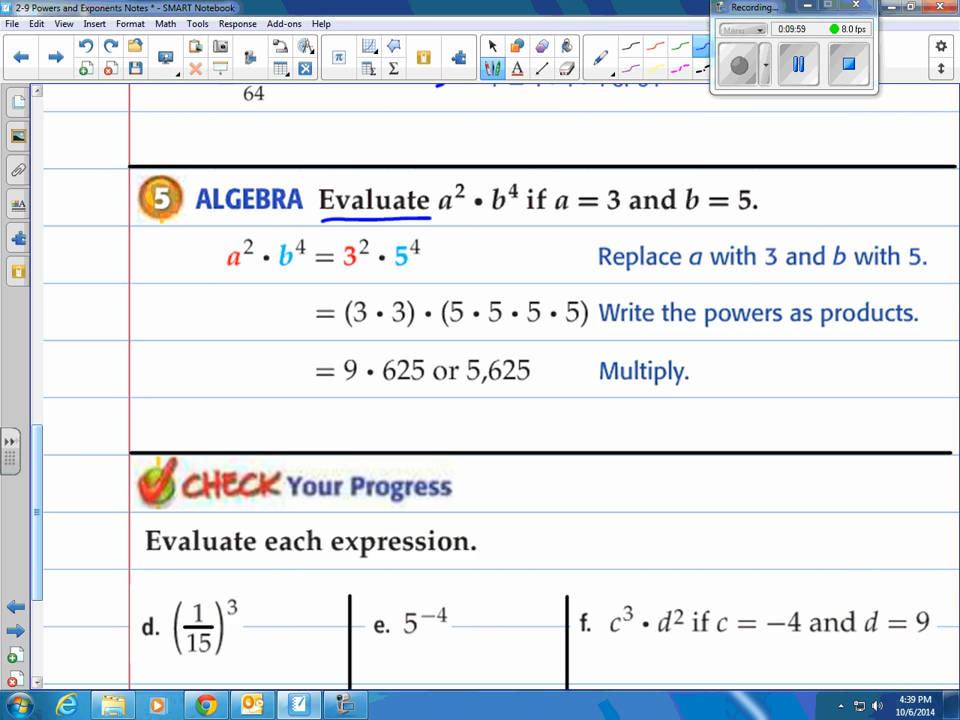 2-9 Powers and Exponents Notes * - SMART Notebook
Recording...
File Edit View Insert Format Math Tools Response Add-ons Help
Menu 0:09:59 8.0 fps
64
5 ALGEBRA Evaluate a² • b⁴ if a = 3 and b = 5.
a² • b⁴ = 3² • 5⁴ Replace a with 3 and b with 5.
= (3 • 3) • (5 • 5 • 5 • 5) Write the powers as products.
= 9 • 625 or 5,625 Multiply.
CHECK Your Progress
Evaluate each expression.
d. (1/15)³ e. 5⁻⁴ f. c³ • d² if c = −4 and d = 9
4:39 PM
10/6/2014